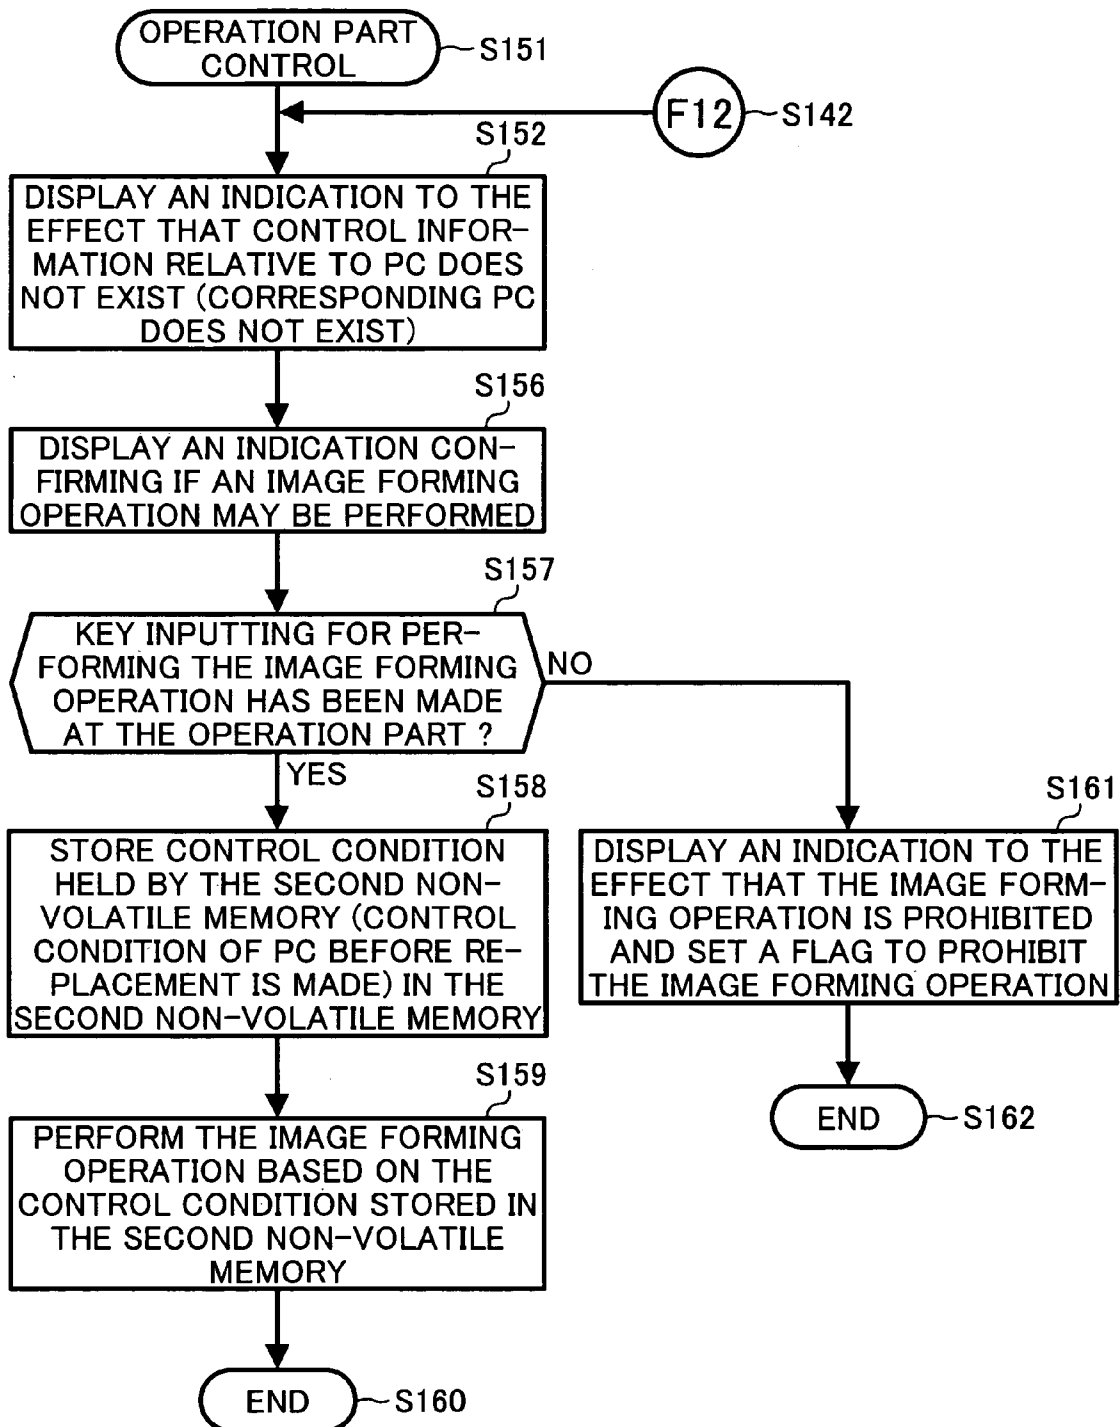 OPERATION PART
CONTROL
S151
F12
S142
S152
DISPLAY AN INDICATION TO THE
EFFECT THAT CONTROL INFOR-
MATION RELATIVE TO PC DOES
NOT EXIST (CORRESPONDING PC
DOES NOT EXIST)
S156
DISPLAY AN INDICATION CON-
FIRMING IF AN IMAGE FORMING
OPERATION MAY BE PERFORMED
S157
KEY INPUTTING FOR PER-
FORMING THE IMAGE FORMING
OPERATION HAS BEEN MADE
AT THE OPERATION PART ?
NO
YES
S158
STORE CONTROL CONDITION
HELD BY THE SECOND NON-
VOLATILE MEMORY (CONTROL
CONDITION OF PC BEFORE RE-
PLACEMENT IS MADE) IN THE
SECOND NON-VOLATILE MEMORY
S161
DISPLAY AN INDICATION TO THE
EFFECT THAT THE IMAGE FORM-
ING OPERATION IS PROHIBITED
AND SET A FLAG TO PROHIBIT
THE IMAGE FORMING OPERATION
S159
PERFORM THE IMAGE FORMING
OPERATION BASED ON THE
CONTROL CONDITION STORED IN
THE SECOND NON-VOLATILE
MEMORY
END
S162
END
S160